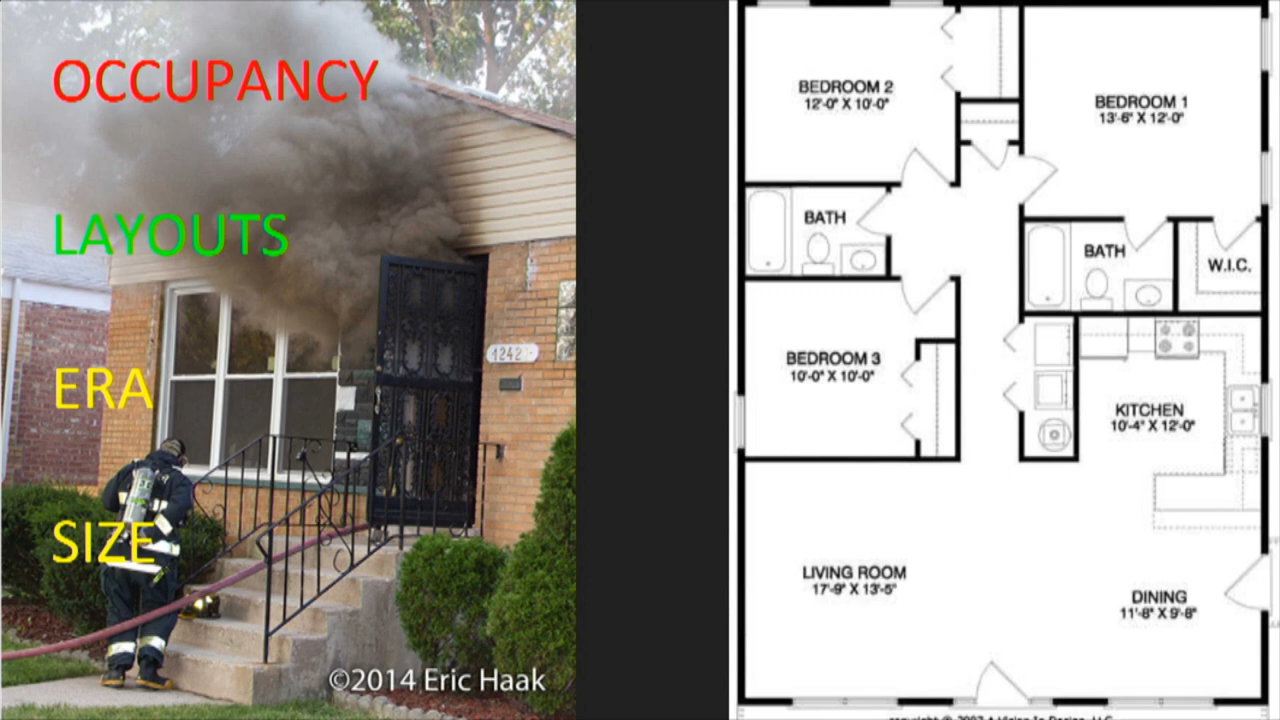 OCCUPANCY
LAYOUTS
ERA
SIZE
1242
©2014 Eric Haak
BEDROOM 2
12'-0" X 10'-0"
BEDROOM 1
13'-6" X 12'-0"
BATH
BATH
W.I.C.
BEDROOM 3
10'-0" X 10'-0"
KITCHEN
10'-4" X 12'-0"
LIVING ROOM
17'-9" X 13'-5"
DINING
11'-8" X 9'-8"